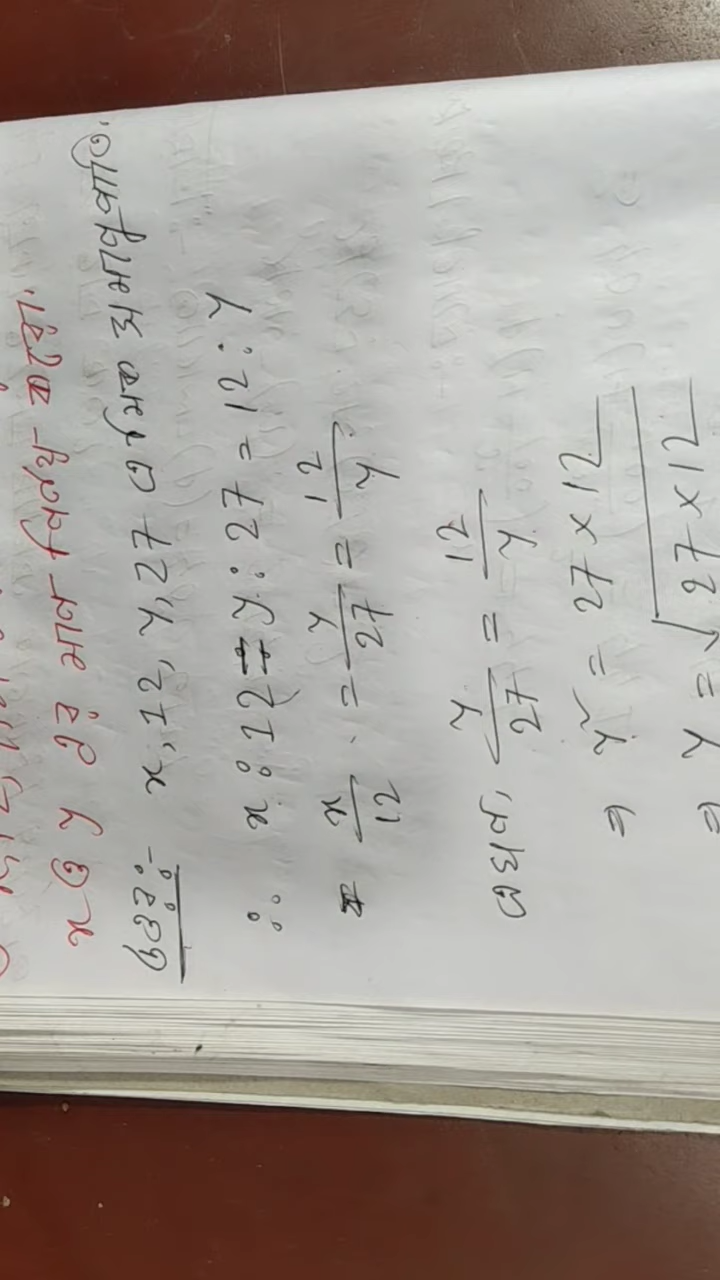 x ও y এর মান নির্ণয় করো।
উত্তরঃ- x, 12, y, 27 ক্রমিক সমানুপাতী.
∴ x : 12 = y : 27 = 12 : y
= x/12 . = y/27 = 12/y.
এখন, y/27 = 12/y
⇒ y² = 27 × 12
⇒ y = √27 × 12